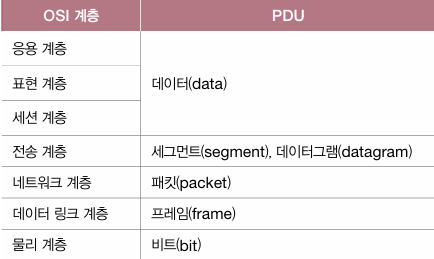 OSI 계층 PDU
응용 계층
표현 계층 데이터(data)
세션 계층
전송 계층 세그먼트(segment), 데이터그램(datagram)
네트워크 계층 패킷(packet)
데이터 링크 계층 프레임(frame)
물리 계층 비트(bit)